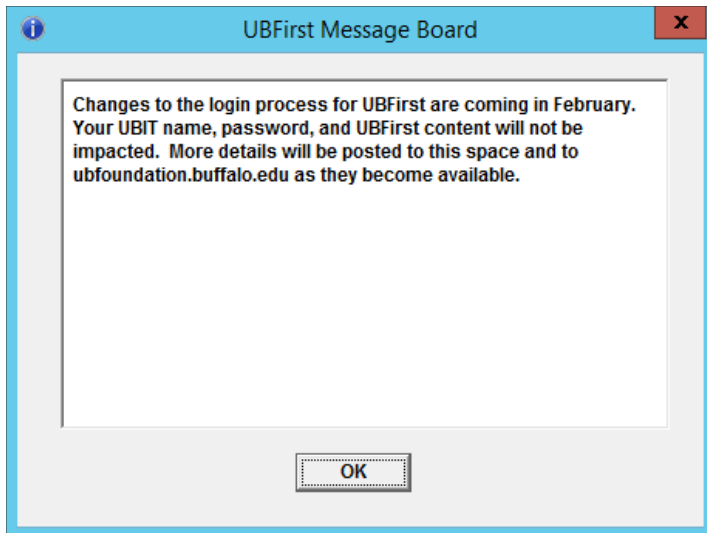 UBFirst Message Board
x
Changes to the login process for UBFirst are coming in February.
Your UBIT name, password, and UBFirst content will not be
impacted.  More details will be posted to this space and to
ubfoundation.buffalo.edu as they become available.
OK